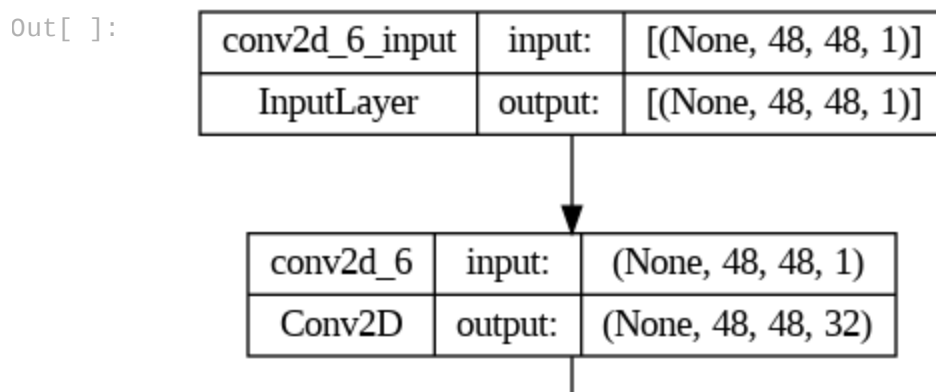 Out[ ]:
conv2d_6_input input: [(None, 48, 48, 1)]
InputLayer output: [(None, 48, 48, 1)]
conv2d_6 input: (None, 48, 48, 1)
Conv2D output: (None, 48, 48, 32)